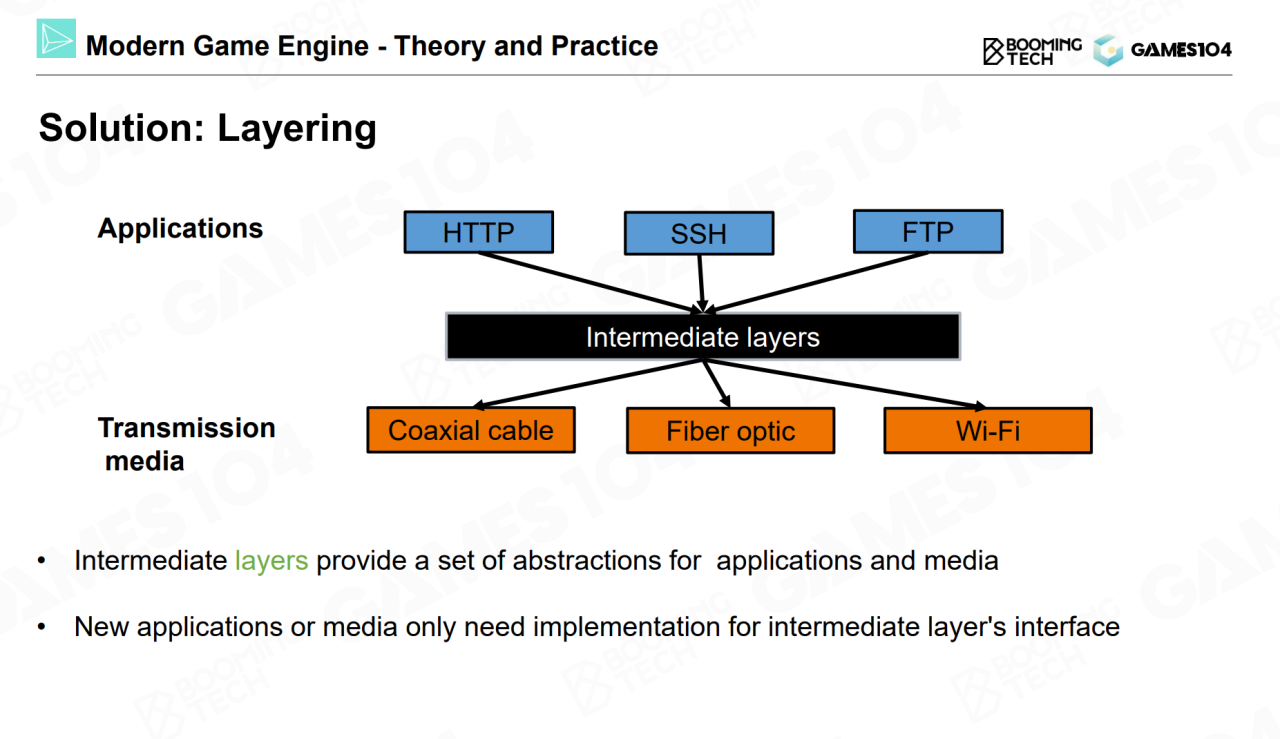 Modern Game Engine - Theory and Practice
BOOMING
TECH
GAMES104
Solution: Layering
Applications
HTTP
SSH
FTP
Intermediate layers
Transmission
media
Coaxial cable
Fiber optic
Wi-Fi
• Intermediate layers provide a set of abstractions for  applications and media
• New applications or media only need implementation for intermediate layer's interface